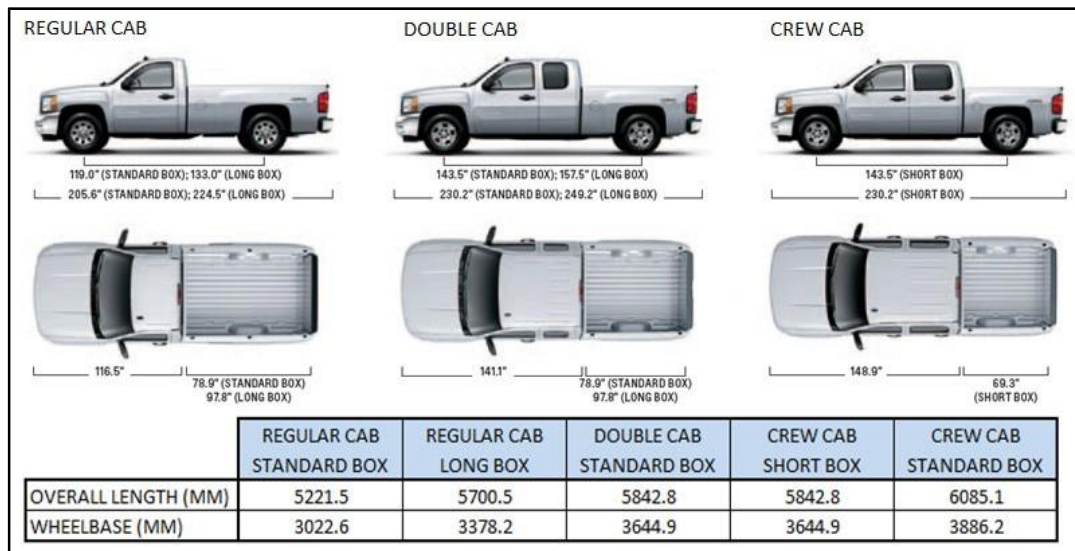 REGULAR CAB
DOUBLE CAB
CREW CAB
119.0" (STANDARD BOX); 133.0" (LONG BOX)
205.6" (STANDARD BOX); 224.5" (LONG BOX)
143.5" (STANDARD BOX); 157.5" (LONG BOX)
230.2" (STANDARD BOX); 249.2" (LONG BOX)
143.5" (SHORT BOX)
230.2" (SHORT BOX)
116.5"
78.9" (STANDARD BOX)
97.8" (LONG BOX)
141.1"
78.9" (STANDARD BOX)
97.8" (LONG BOX)
148.9"
69.3"
(SHORT BOX)
REGULAR CAB REGULAR CAB DOUBLE CAB CREW CAB CREW CAB
STANDARD BOX LONG BOX STANDARD BOX SHORT BOX STANDARD BOX
OVERALL LENGTH (MM) 5221.5 5700.5 5842.8 5842.8 6085.1
WHEELBASE (MM) 3022.6 3378.2 3644.9 3644.9 3886.2